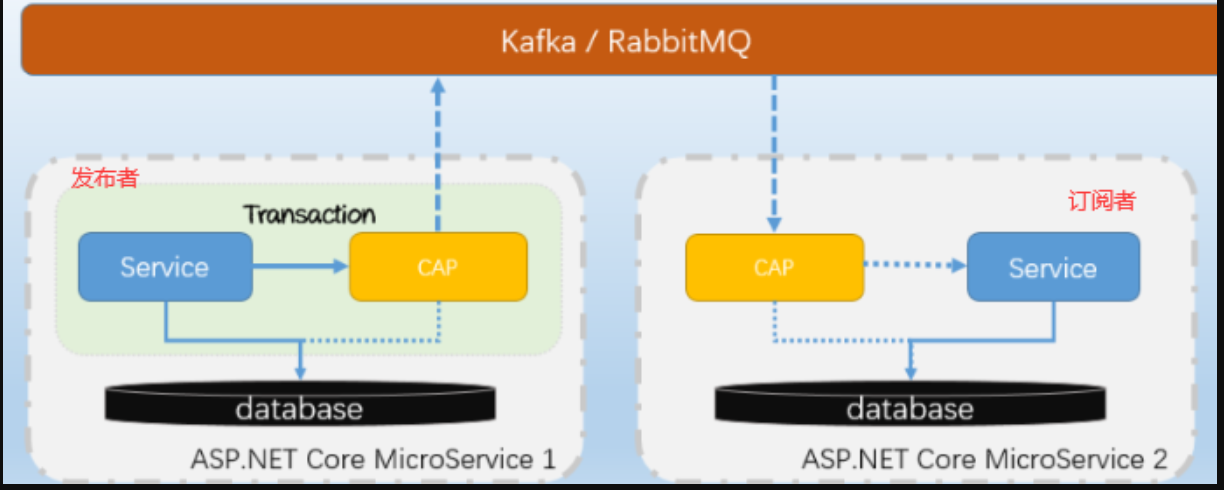 Kafka / RabbitMQ
发布者
Transaction
Service
CAP
database
ASP.NET Core MicroService 1
订阅者
CAP
Service
database
ASP.NET Core MicroService 2